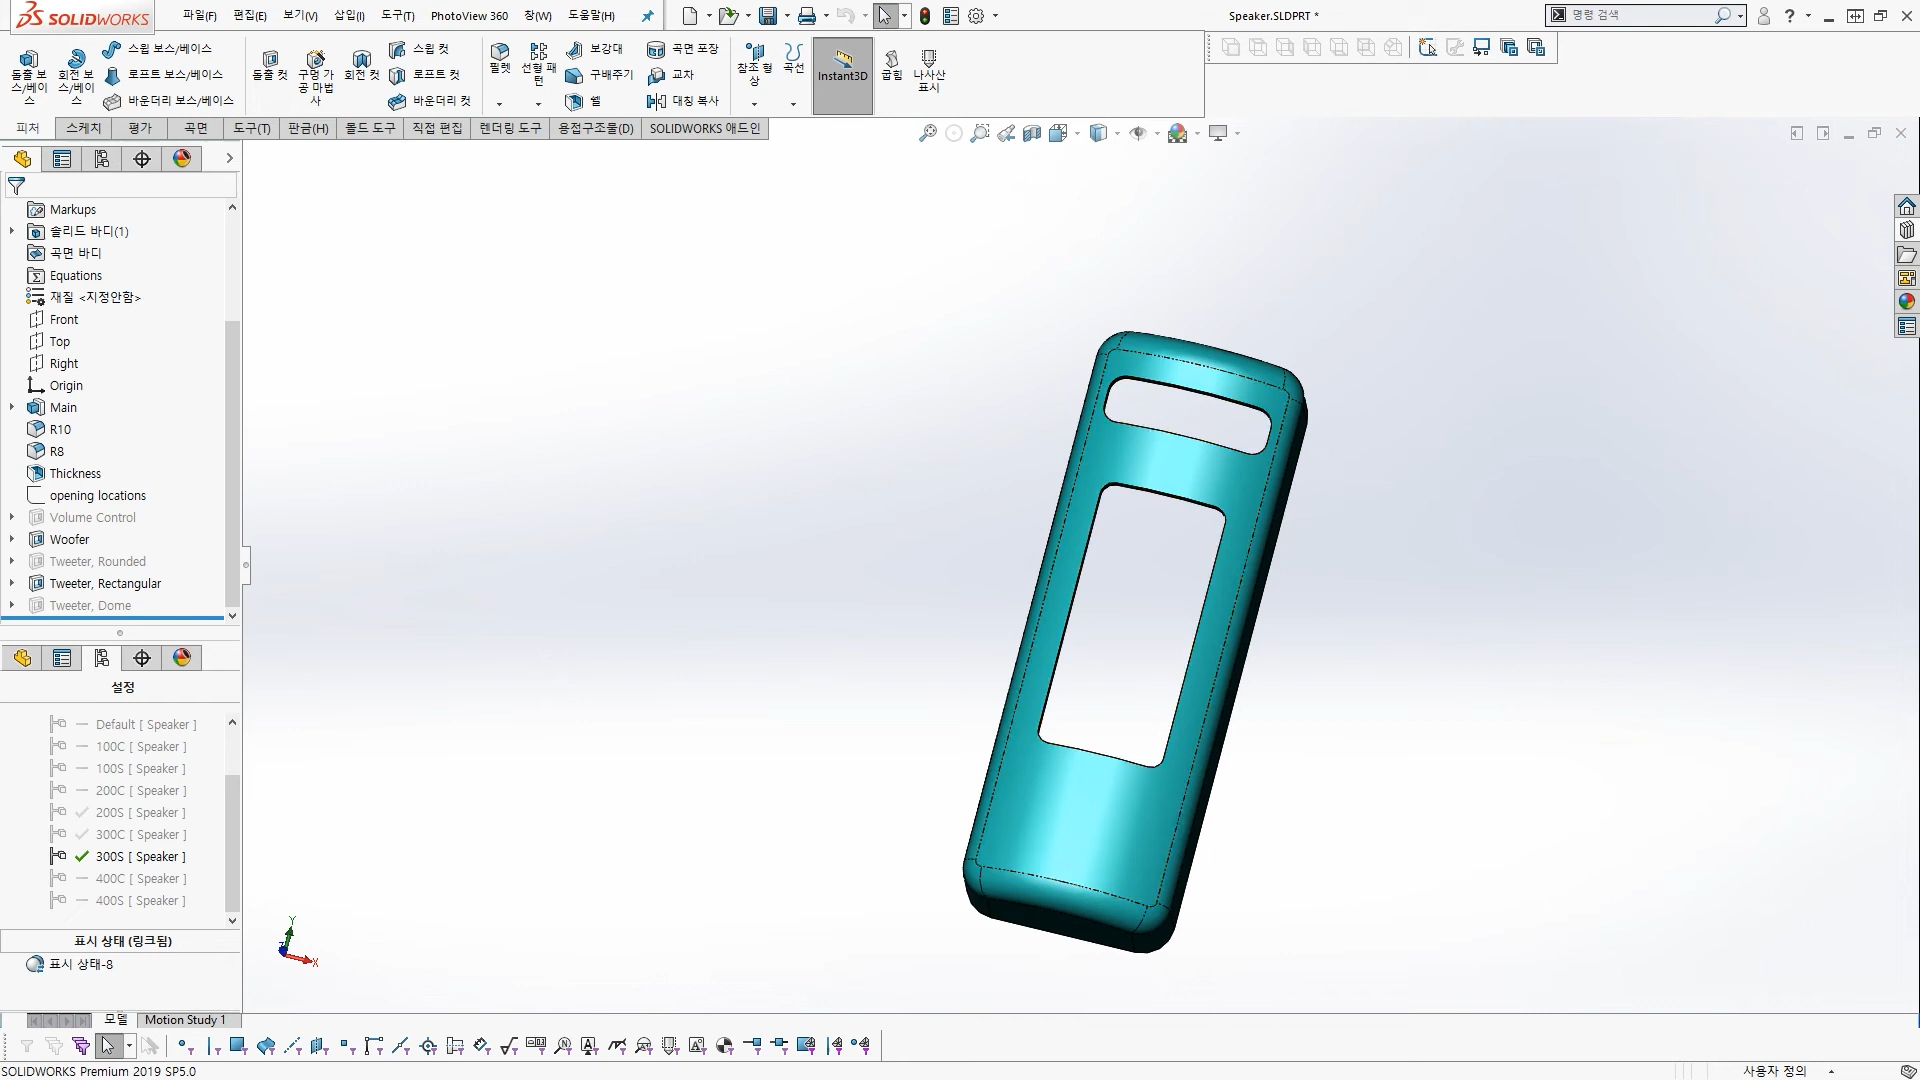 SOLIDWORKS
파일(F) 편집(E) 보기(V) 삽입(I) 도구(T) PhotoView 360 창(W) 도움말(H)
Speaker.SLDPRT *
명령 검색
돌출 보스/베이스
회전 보스/베이스
스윕 보스/베이스
로프트 보스/베이스
바운더리 보스/베이스
돌출 컷
구멍 가공 마법사
회전 컷
스윕 컷
로프트 컷
바운더리 컷
필렛
선형 패턴
보강대
구배주기
쉘
곡면 포장
교차
대칭 복사
참조 형상
곡선
Instant3D
굽힘
나사산 표시
피처 스케치 평가 곡면 도구(T) 판금(H) 몰드 도구 직접 편집 렌더링 도구 용접구조물(D) SOLIDWORKS 애드인
Markups
솔리드 바디(1)
곡면 바디
Equations
재질 <지정안함>
Front
Top
Right
Origin
Main
R10
R8
Thickness
opening locations
Volume Control
Woofer
Tweeter, Rounded
Tweeter, Rectangular
Tweeter, Dome
설정
Default [ Speaker ]
100C [ Speaker ]
100S [ Speaker ]
200C [ Speaker ]
200S [ Speaker ]
300C [ Speaker ]
300S [ Speaker ]
400C [ Speaker ]
400S [ Speaker ]
표시 상태 (링크됨)
표시 상태-8
Y
X
모델 Motion Study 1
SOLIDWORKS Premium 2019 SP5.0
사용자 정의